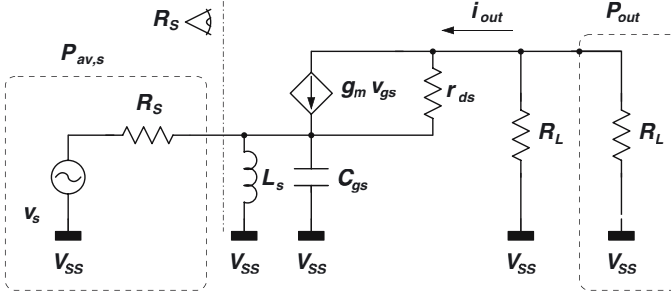 R_S
i_out
P_out
P_av,s
R_S
g_m v_gs
r_ds
R_L
R_L
v_s
L_s
C_gs
V_SS
V_SS
V_SS
V_SS
V_SS